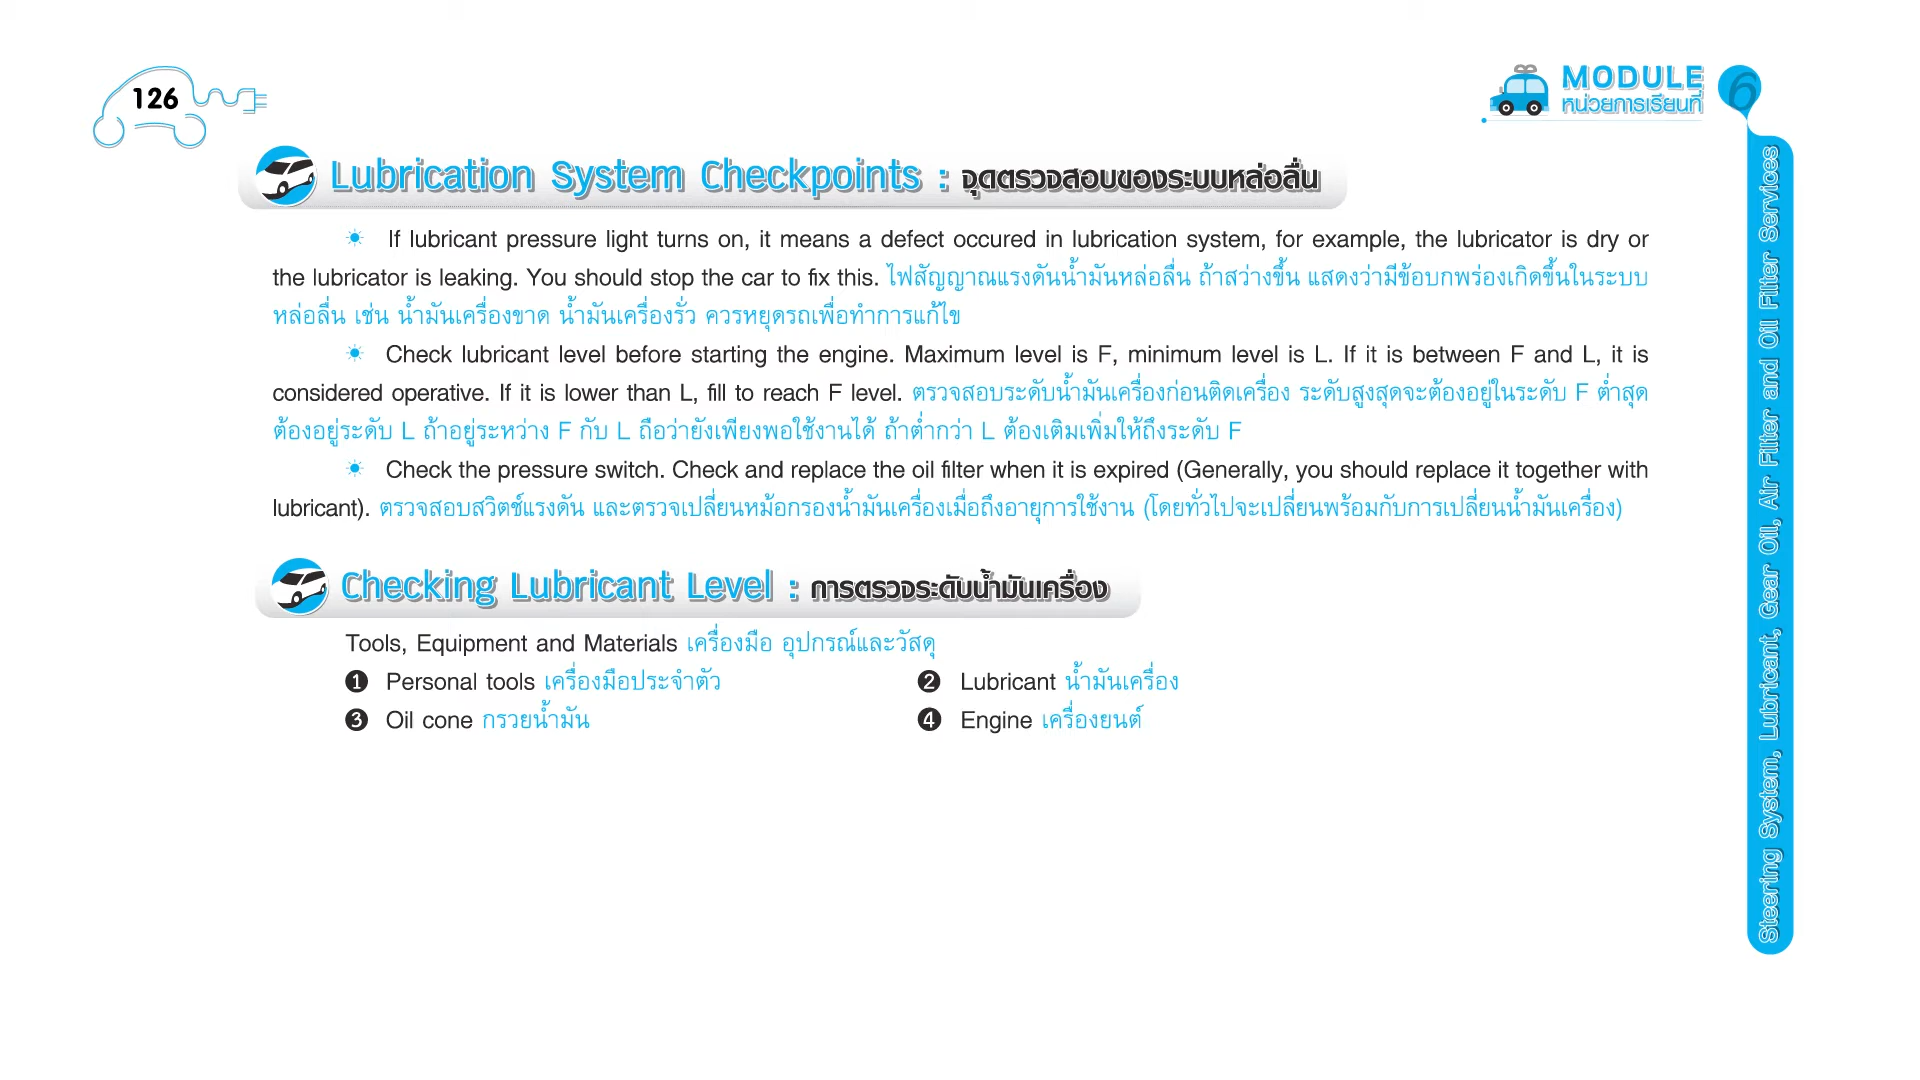 126
MODULE 6
หน่วยการเรียนที่
Lubrication System Checkpoints : จุดตรวจสอบของระบบหล่อลื่น
If lubricant pressure light turns on, it means a defect occured in lubrication system, for example, the lubricator is dry or
the lubricator is leaking. You should stop the car to fix this. ไฟสัญญาณแรงดันน้ำมันหล่อลื่น ถ้าสว่างขึ้น แสดงว่ามีข้อบกพร่องเกิดขึ้นในระบบ
หล่อลื่น เช่น น้ำมันเครื่องขาด น้ำมันเครื่องรั่ว ควรหยุดรถเพื่อทำการแก้ไข
Check lubricant level before starting the engine. Maximum level is F, minimum level is L. If it is between F and L, it is
considered operative. If it is lower than L, fill to reach F level. ตรวจสอบระดับน้ำมันเครื่องก่อนติดเครื่อง ระดับสูงสุดจะต้องอยู่ในระดับ F ต่ำสุด
ต้องอยู่ระดับ L ถ้าอยู่ระหว่าง F กับ L ถือว่ายังเพียงพอใช้งานได้ ถ้าต่ำกว่า L ต้องเติมเพิ่มให้ถึงระดับ F
Check the pressure switch. Check and replace the oil filter when it is expired (Generally, you should replace it together with
lubricant). ตรวจสอบสวิตช์แรงดัน และตรวจเปลี่ยนหม้อกรองน้ำมันเครื่องเมื่อถึงอายุการใช้งาน (โดยทั่วไปจะเปลี่ยนพร้อมกับการเปลี่ยนน้ำมันเครื่อง)
Checking Lubricant Level : การตรวจระดับน้ำมันเครื่อง
Tools, Equipment and Materials เครื่องมือ อุปกรณ์และวัสดุ
❶ Personal tools เครื่องมือประจำตัว ❷ Lubricant น้ำมันเครื่อง
❸ Oil cone กรวยน้ำมัน ❹ Engine เครื่องยนต์
Steering System, Lubricant, Gear Oil, Air Filter and Oil Filter Services